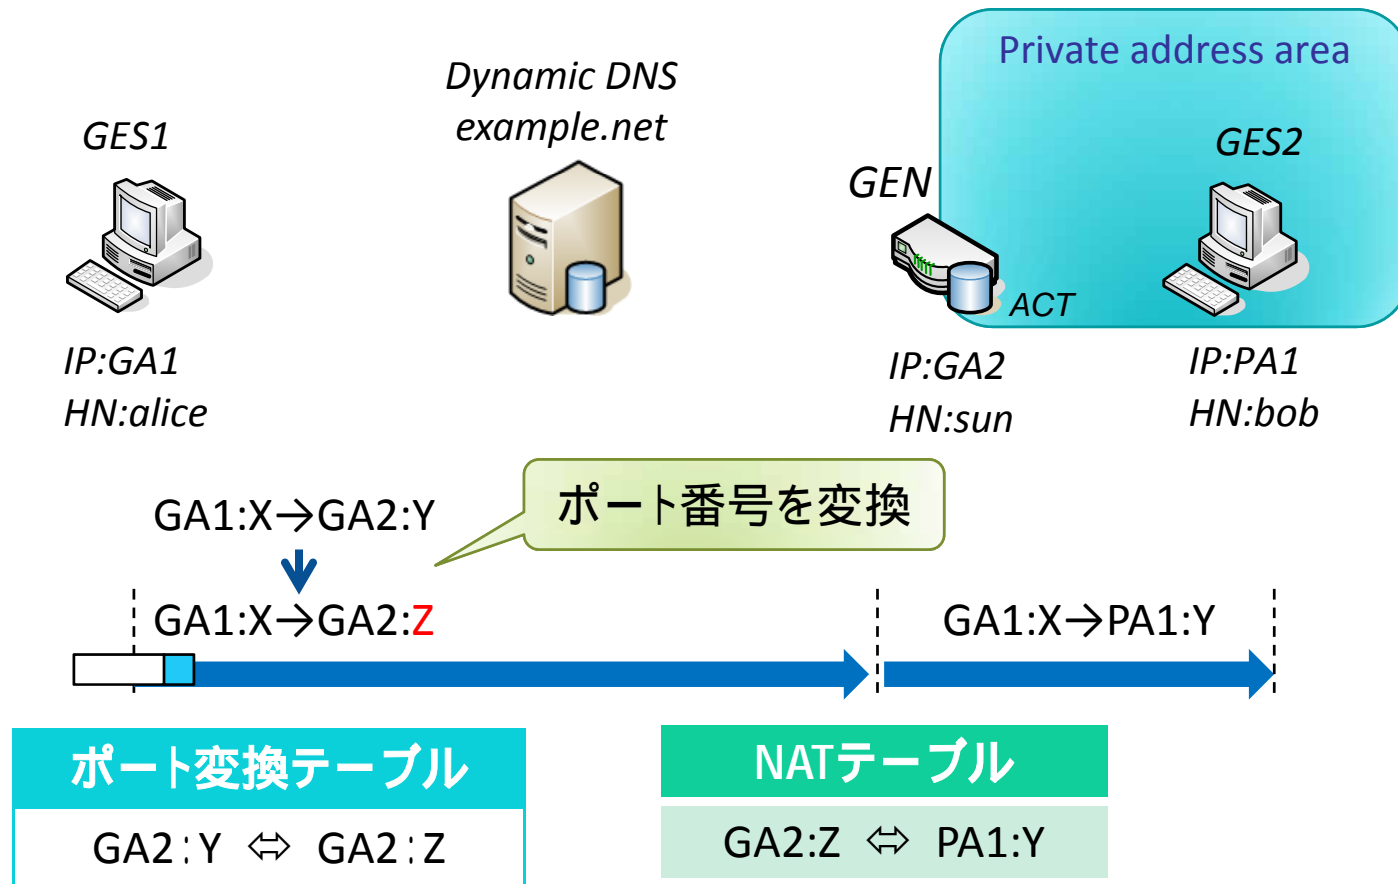 Private address area
Dynamic DNS
example.net
GES1
GES2
GEN
ACT
IP:GA1
HN:alice
IP:GA2
HN:sun
IP:PA1
HN:bob
ポート番号を変換
GA1:X→GA2:Y
GA1:X→GA2:Z
GA1:X→PA1:Y
ポート変換テーブル
GA2:Y ⇔ GA2:Z
NATテーブル
GA2:Z ⇔ PA1:Y